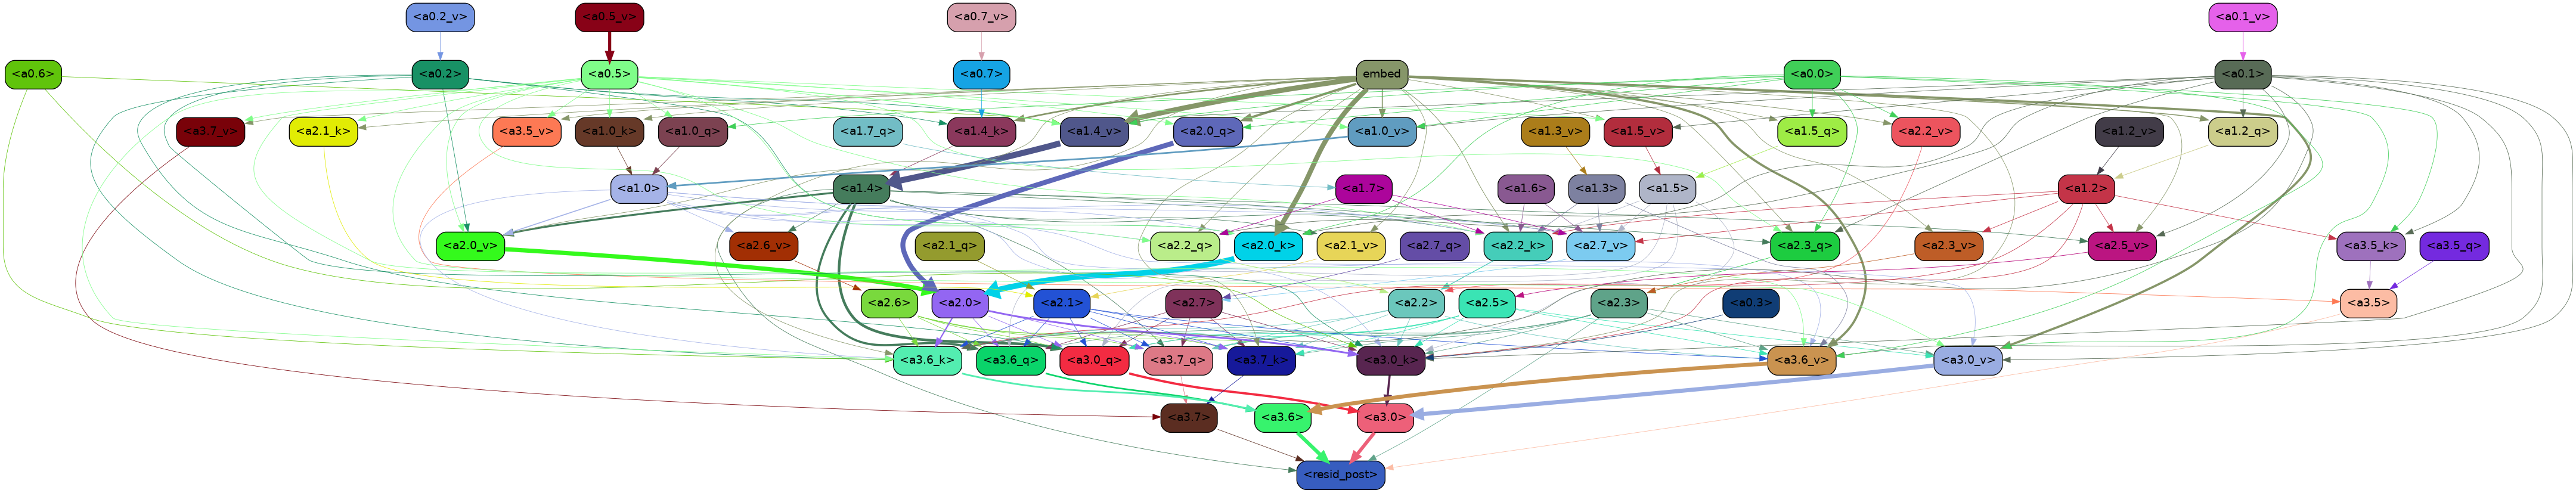 <a0.2_v> <a0.5_v> <a0.7_v> <a0.1_v>
<a0.6> <a0.2> <a0.5> <a0.7> embed <a0.0> <a0.1>
<a3.7_v> <a2.1_k> <a3.5_v> <a1.0_k> <a1.0_q> <a1.7_q> <a1.4_k> <a1.4_v> <a2.0_q> <a1.0_v> <a1.3_v> <a1.5_v> <a1.5_q> <a2.2_v> <a1.2_v> <a1.2_q>
<a1.0> <a1.4> <a1.7> <a1.6> <a1.3> <a1.5> <a1.2>
<a2.0_v> <a2.6_v> <a2.1_q> <a2.2_q> <a2.0_k> <a2.1_v> <a2.7_q> <a2.2_k> <a2.7_v> <a2.3_q> <a2.3_v> <a2.5_v> <a3.5_k> <a3.5_q>
<a2.6> <a2.0> <a2.1> <a2.7> <a2.2> <a2.5> <a2.3> <a0.3> <a3.5>
<a3.6_k> <a3.6_q> <a3.0_q> <a3.7_q> <a3.7_k> <a3.0_k> <a3.6_v> <a3.0_v>
<a3.7> <a3.6> <a3.0>
<resid_post>